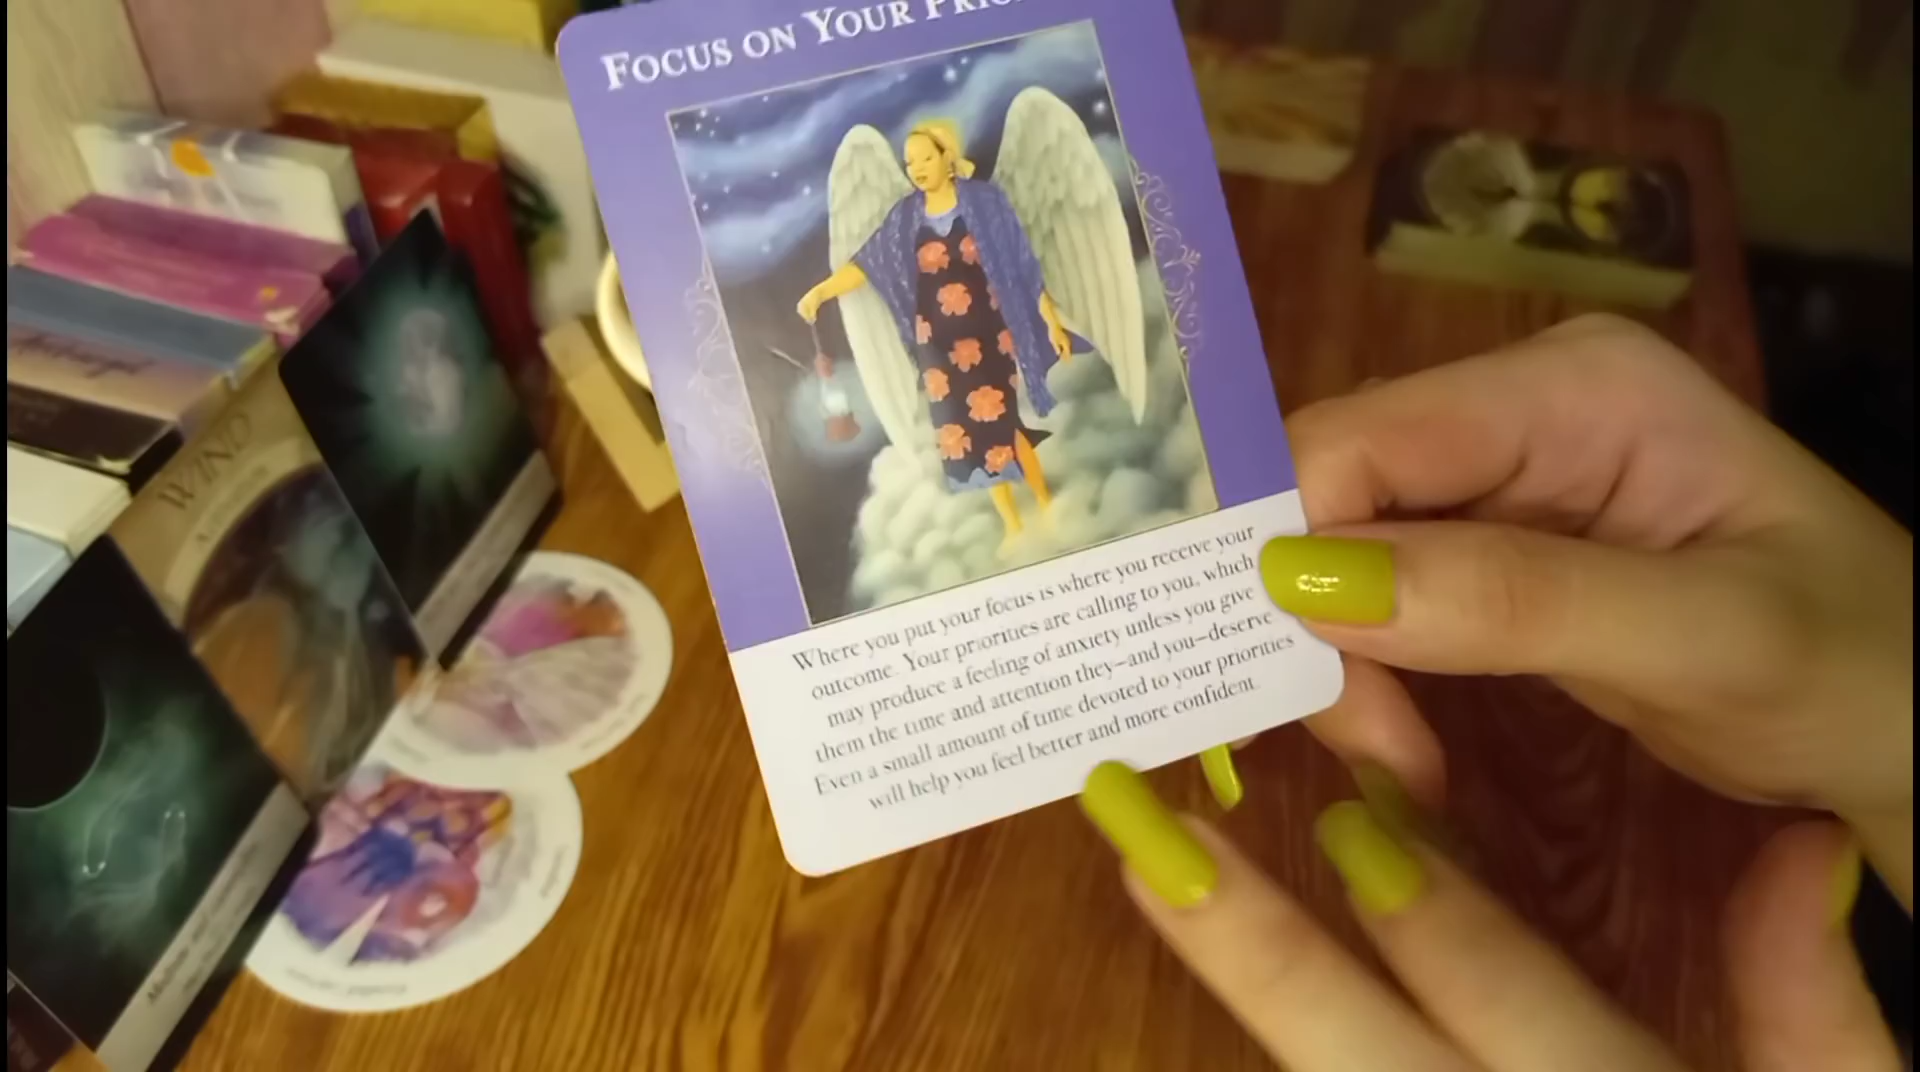 FOCUS ON YOUR
Where you put your focus is where you receive your
outcome. Your priorities are calling to you, which
may produce a feeling of anxiety unless you give
them the time and attention they—and you—deserve.
Even a small amount of time devoted to your priorities
will help you feel better and more confident.
WIND